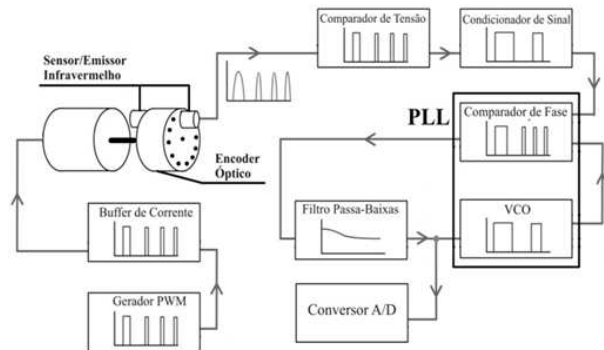 Comparador de Tensão
Condicionador de Sinal
Sensor/Emissor
Infravermelho
PLL
Comparador de Fase
Encoder
Óptico
Buffer de Corrente
Filtro Passa-Baixas
VCO
Gerador PWM
Conversor A/D